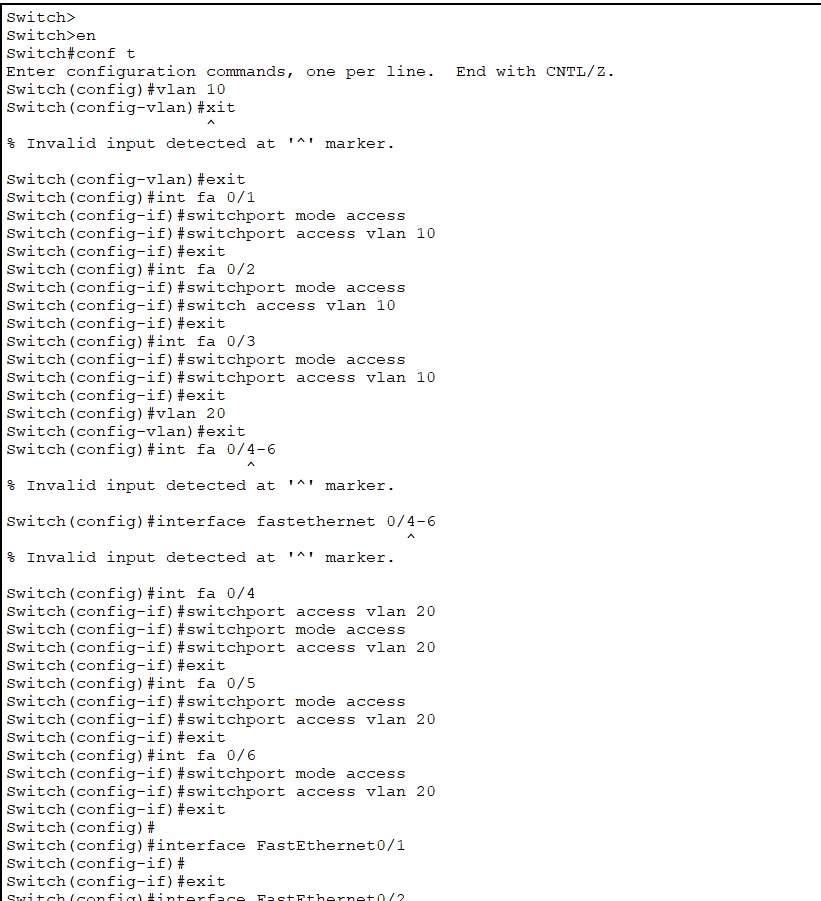 Switch>
Switch>en
Switch#conf t
Enter configuration commands, one per line.  End with CNTL/Z.
Switch(config)#vlan 10
Switch(config-vlan)#xit
^
% Invalid input detected at '^' marker.
Switch(config-vlan)#exit
Switch(config)#int fa 0/1
Switch(config-if)#switchport mode access
Switch(config-if)#switchport access vlan 10
Switch(config-if)#exit
Switch(config)#int fa 0/2
Switch(config-if)#switchport mode access
Switch(config-if)#switch access vlan 10
Switch(config-if)#exit
Switch(config)#int fa 0/3
Switch(config-if)#switchport mode access
Switch(config-if)#switchport access vlan 10
Switch(config-if)#exit
Switch(config)#vlan 20
Switch(config-vlan)#exit
Switch(config)#int fa 0/4-6
^
% Invalid input detected at '^' marker.
Switch(config)#interface fastethernet 0/4-6
^
% Invalid input detected at '^' marker.
Switch(config)#int fa 0/4
Switch(config-if)#switchport access vlan 20
Switch(config-if)#switchport mode access
Switch(config-if)#switchport access vlan 20
Switch(config-if)#exit
Switch(config)#int fa 0/5
Switch(config-if)#switchport mode access
Switch(config-if)#switchport access vlan 20
Switch(config-if)#exit
Switch(config)#int fa 0/6
Switch(config-if)#switchport mode access
Switch(config-if)#switchport access vlan 20
Switch(config-if)#exit
Switch(config)#
Switch(config)#interface FastEthernet0/1
Switch(config-if)#
Switch(config-if)#exit
Switch(config)#interface FastEthernet0/2